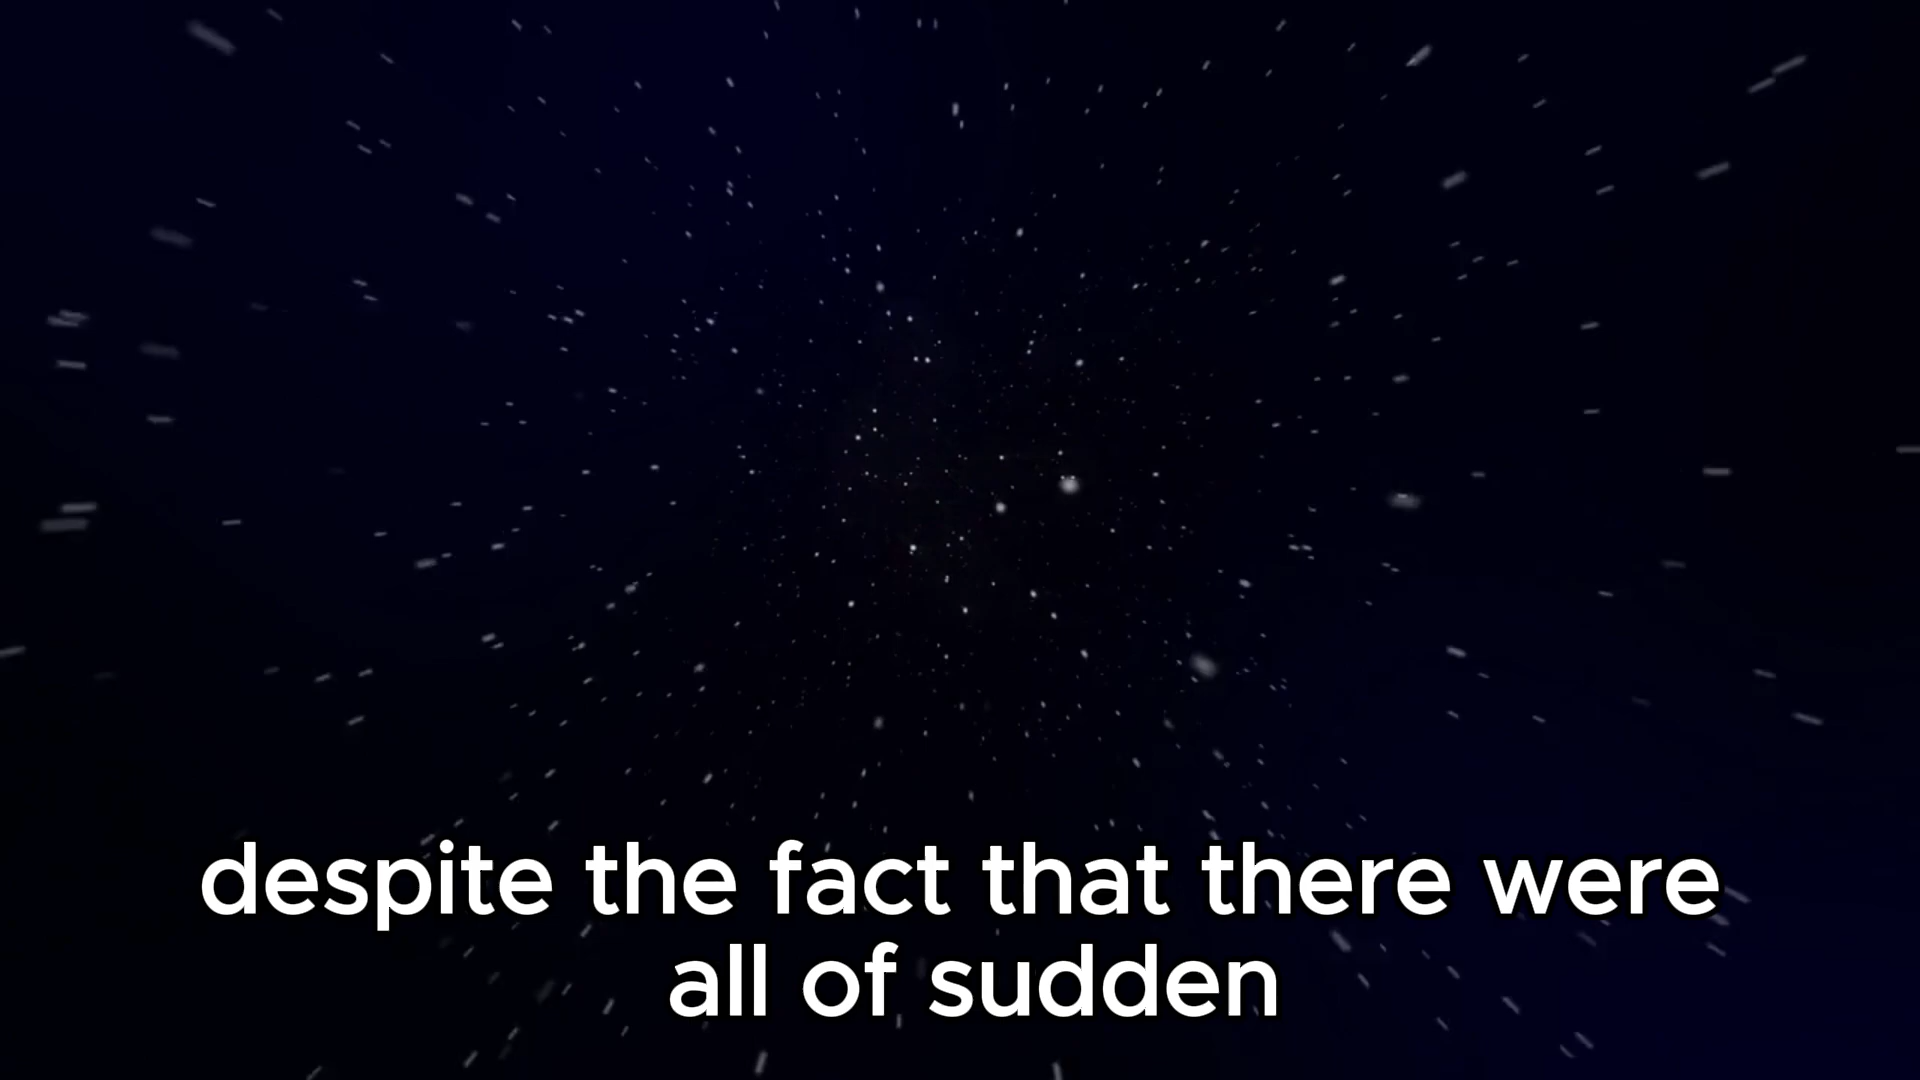 despite the fact that there were
all of sudden